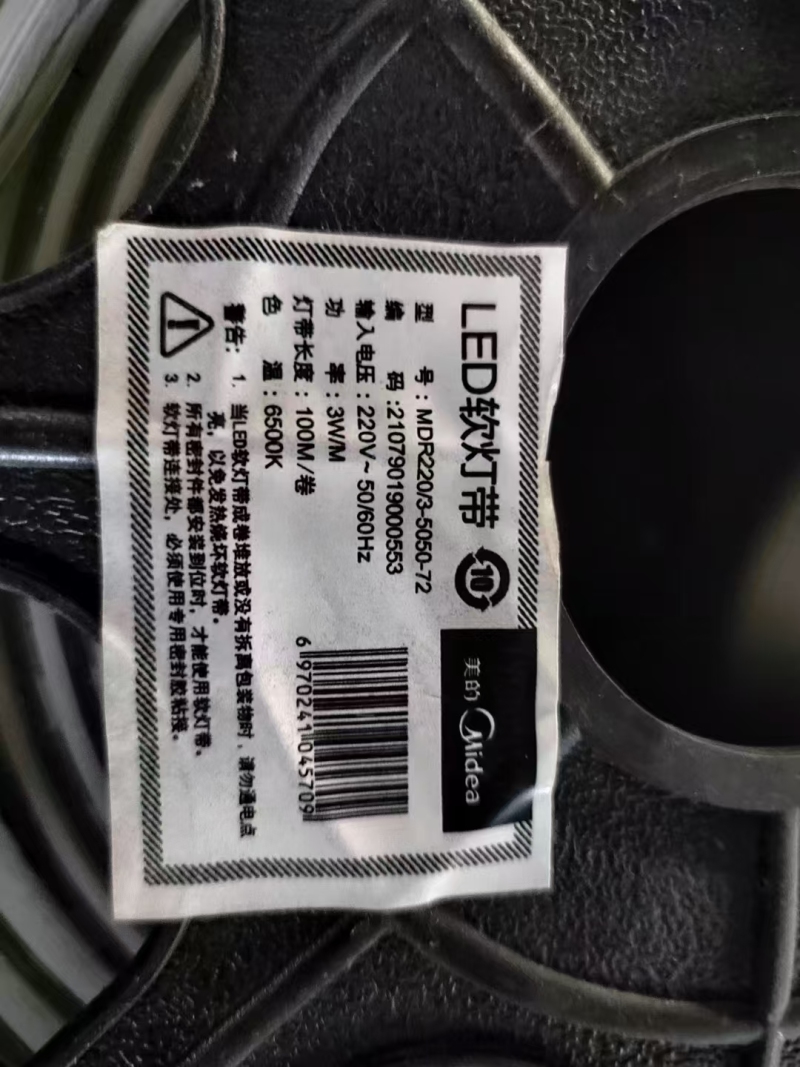 LED软灯带
10
美的 Midea
型 号：MDR220/3-5050-72
编 码：21079019000553
输入电压：220V~ 50/60Hz
功 率：3W/M
灯带长度：100M/卷
色 温：6500K
6 970241 045709
警告：1. 当LED软灯带成卷堆放或没有拆离包装物时，请勿通电点
亮，以免发热烧坏软灯带。
2. 所有密封件都安装到位时，才能使用软灯带。
3. 软灯带连接处，必须使用专用密封胶粘接。